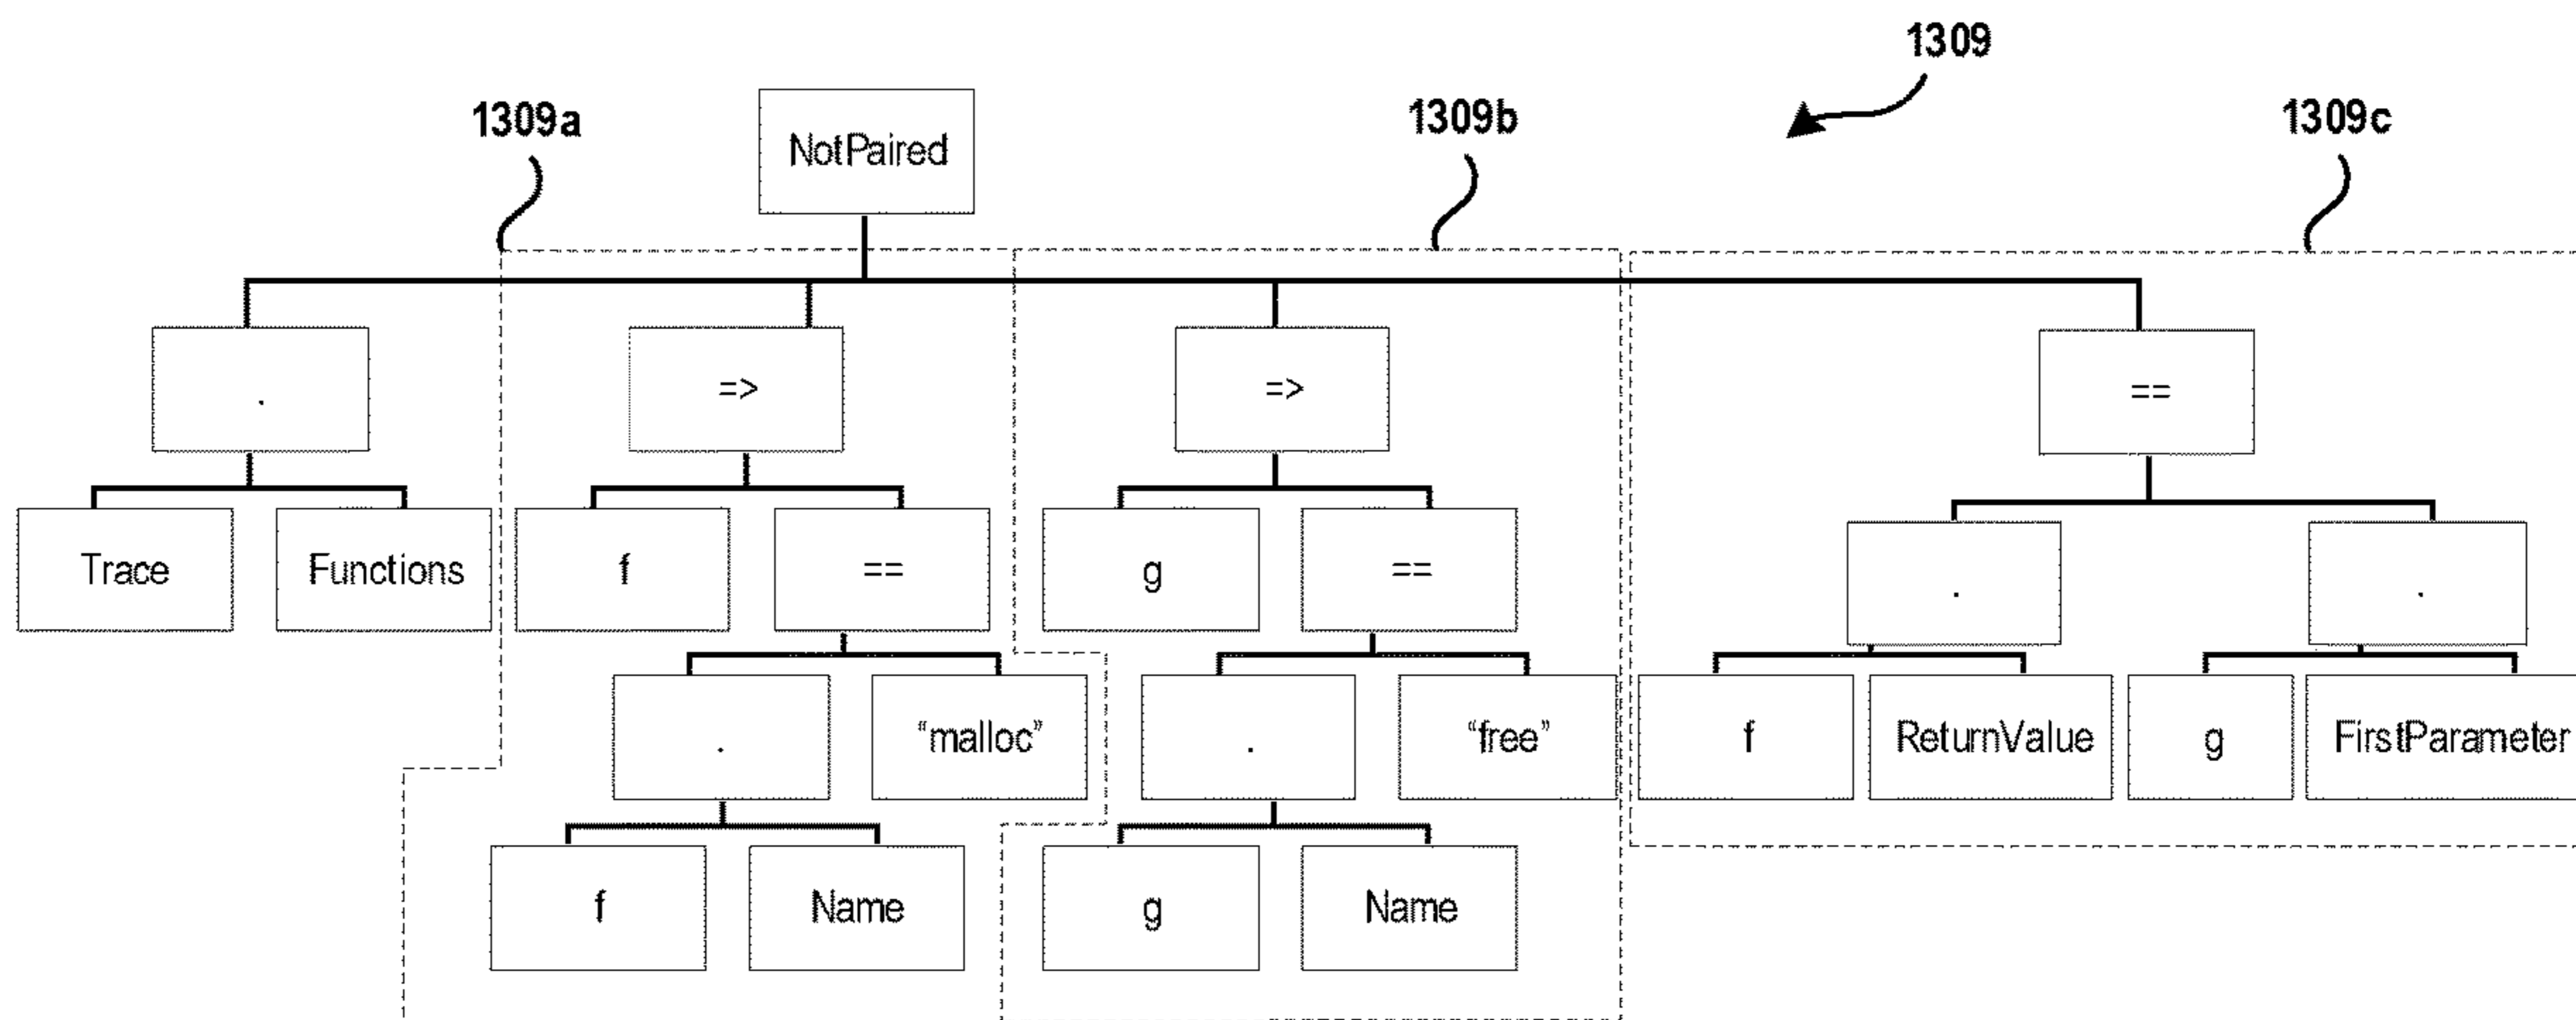 1309
1309a
NotPaired
1309b
1309c
.
=>
=>
==
Trace
Functions
f
==
g
==
.
.
.
"malloc"
.
"free"
f
ReturnValue
g
FirstParameter
f
Name
g
Name